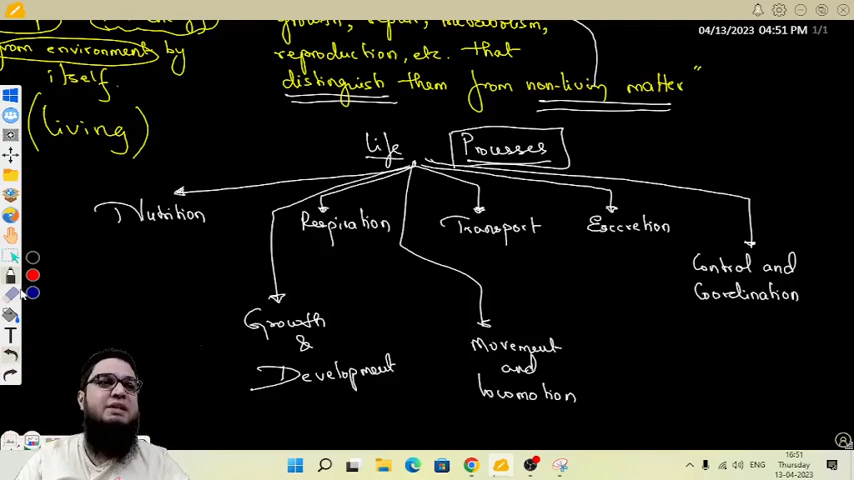 04/13/2023 04:51 PM 1/1
growth, repair, metabolism,
from environment by
reproduction, etc. that
itself.
distinguish them from non-living matter"
(living)
Life Processes
Nutrition
Respiration
Transport
Excretion
Control and
Coordination
Growth
&
Development
Movement
and
locomotion
T
ENG
16:51
Thursday
13-04-2023